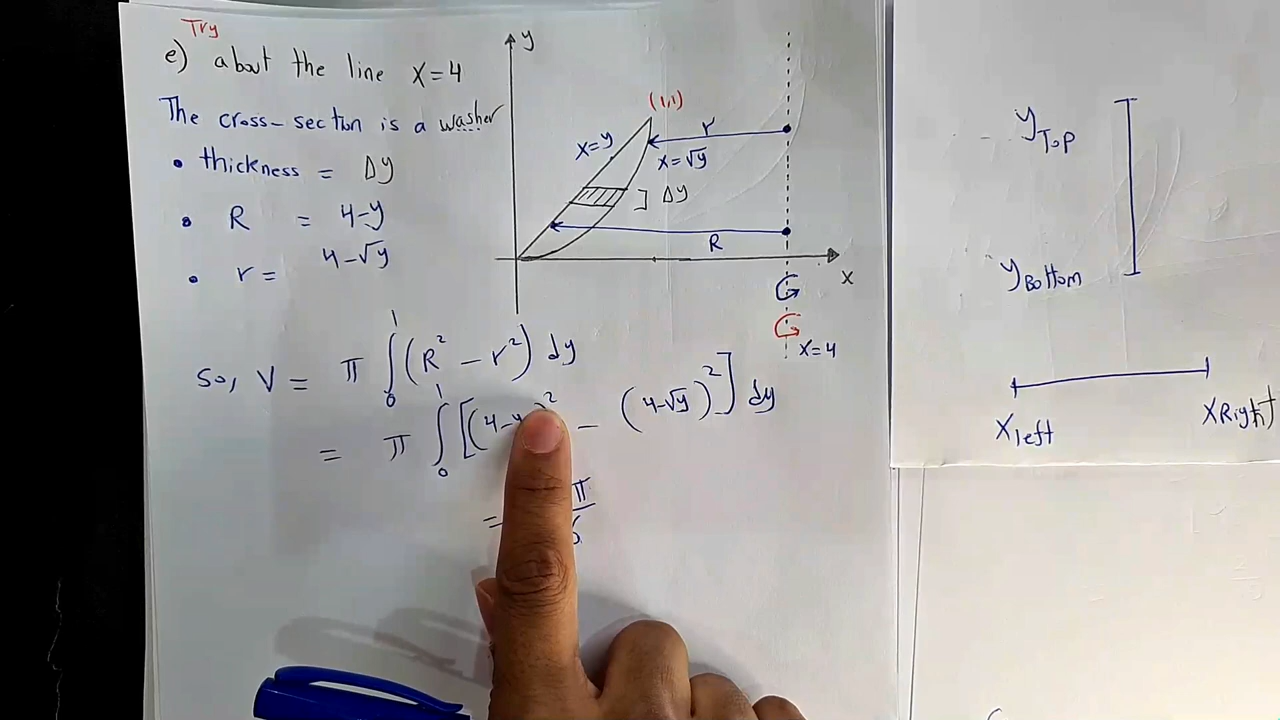 Try
e) about the line x=4
The cross-section is a washer
• thickness = Δy
• R = 4-y
• r = 4-√y
So, V = π ∫₀¹ (R² - r²) dy
= π ∫₀¹ [(4- )² - (4-√y)²] dy
= π
y
(1,1)
x=y
r
x=√y
] Δy
R
x
x=4
y Top
y Bottom
x left
x Right